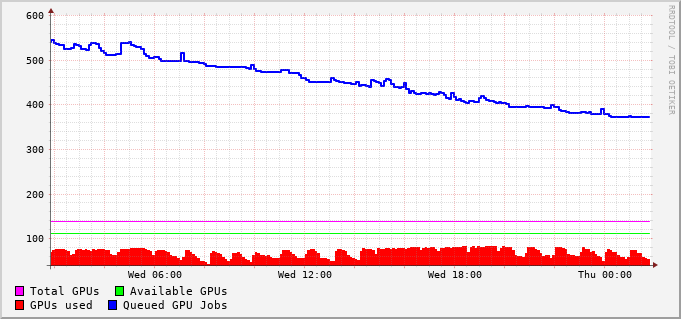 600
500
400
300
200
100
Wed 06:00 Wed 12:00 Wed 18:00 Thu 00:00
Total GPUs Available GPUs
GPUs used Queued GPU Jobs
RRDTOOL / TOBI OETIKER